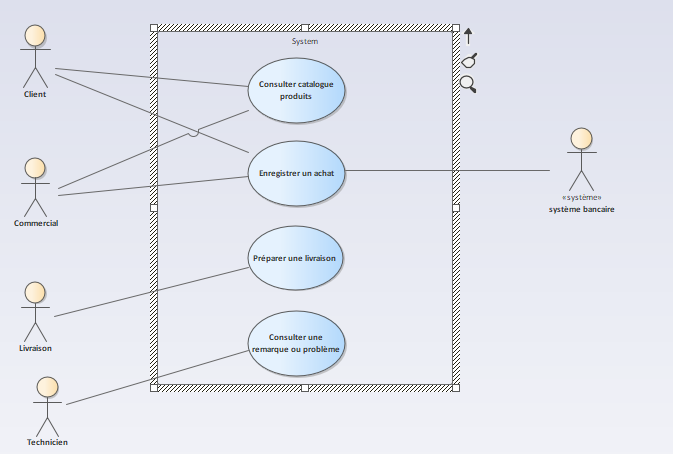 System
Client
Consulter catalogue
produits
Enregistrer un achat
«système»
système bancaire
Commercial
Préparer une livraison
Livraison
Consulter une
remarque ou problème
Technicien